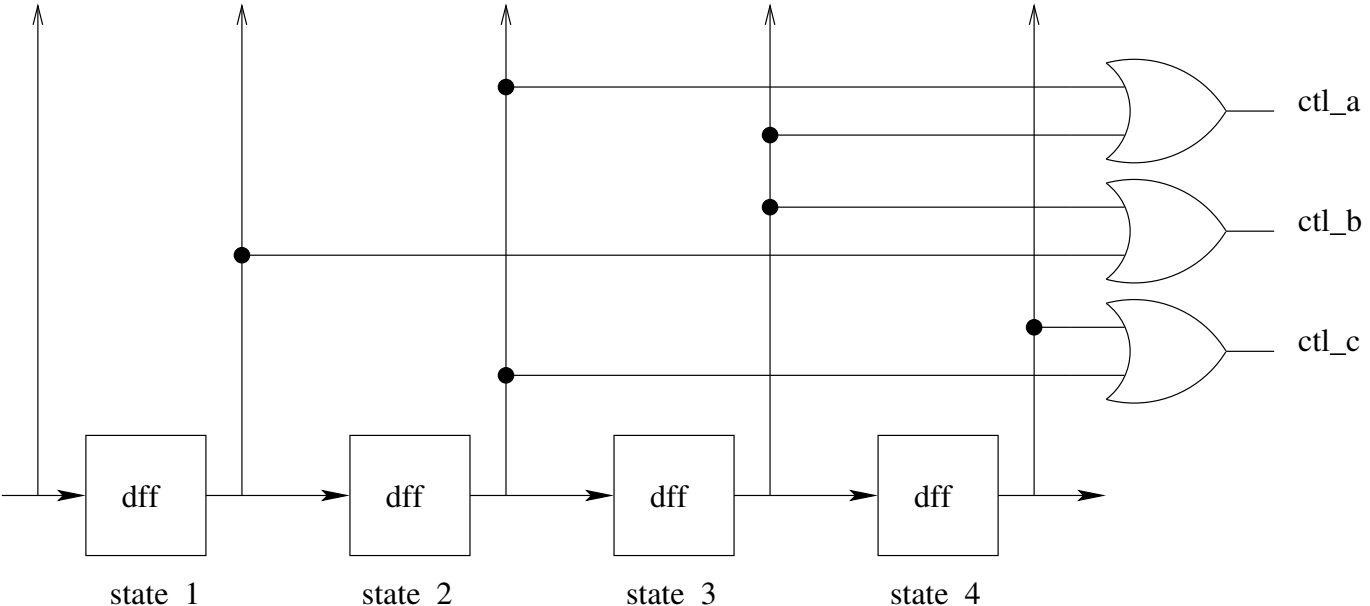 ctl_a
ctl_b
ctl_c
dff
dff
dff
dff
state 1
state 2
state 3
state 4